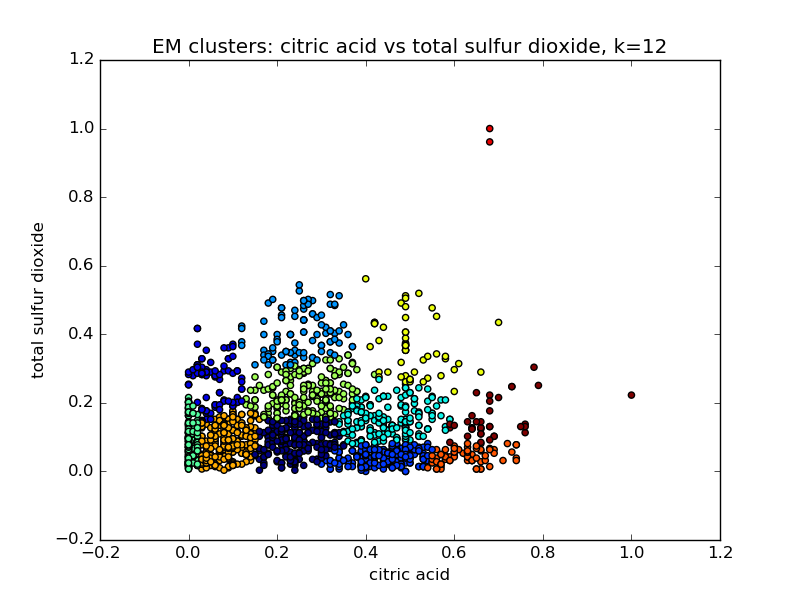 EM clusters: citric acid vs total sulfur dioxide, k=12
1.2
1.0
0.8
0.6
0.4
0.2
0.0
−0.2
total sulfur dioxide
−0.2 0.0 0.2 0.4 0.6 0.8 1.0 1.2
citric acid